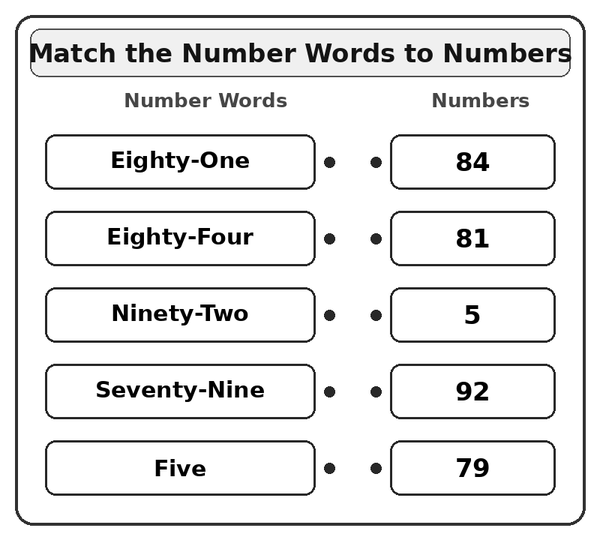 Match the Number Words to Numbers
Number Words Numbers
Eighty-One 84
Eighty-Four 81
Ninety-Two 5
Seventy-Nine 92
Five 79